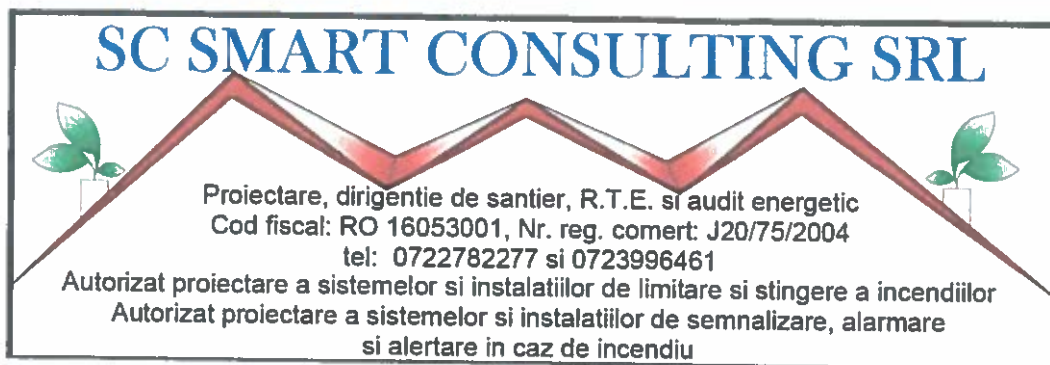 SC SMART CONSULTING SRL
Proiectare, dirigentie de santier, R.T.E. si audit energetic
Cod fiscal: RO 16053001, Nr. reg. comert: J20/75/2004
tel: 0722782277 si 0723996461
Autorizat proiectare a sistemelor si instalatiilor de limitare si stingere a incendiilor
Autorizat proiectare a sistemelor si instalatiilor de semnalizare, alarmare
si alertare in caz de incendiu